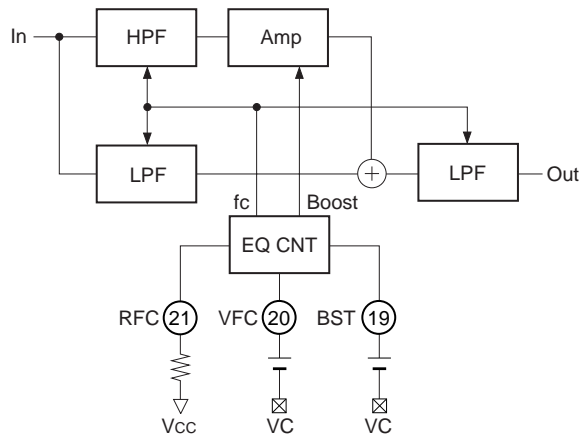 In HPF Amp
LPF + LPF Out
fc Boost
EQ CNT
RFC 21 VFC 20 BST 19
VCC VC VC